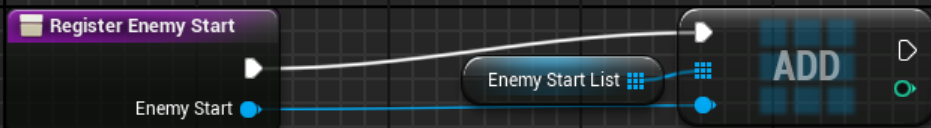 Register Enemy Start
Enemy Start List
ADD
Enemy Start